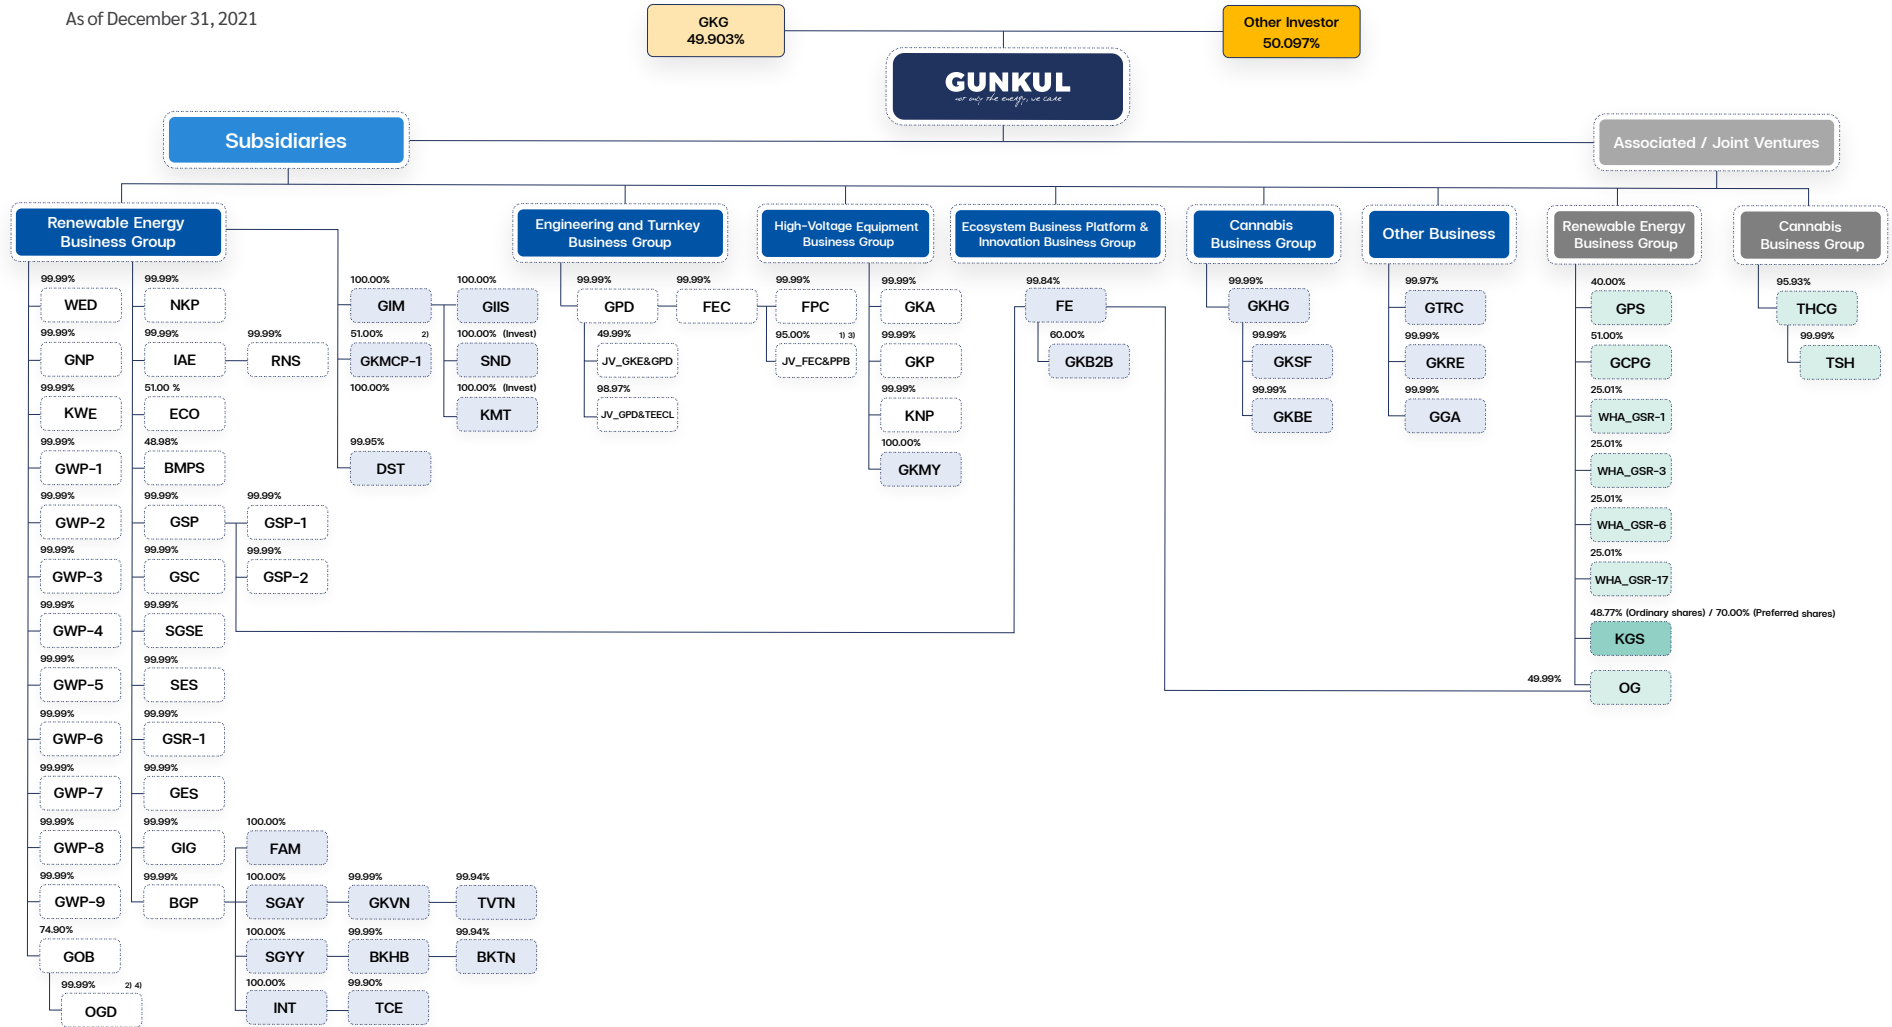 As of December 31, 2021
GKG
49.903%
Other Investor
50.097%
GUNKUL
not only the energy, we care
Subsidiaries
Associated / Joint Ventures
Renewable Energy
Business Group
99.99%
WED
99.99%
GNP
99.99%
KWE
99.99%
GWP-1
99.99%
GWP-2
99.99%
GWP-3
99.99%
GWP-4
99.99%
GWP-5
99.99%
GWP-6
99.99%
GWP-7
99.99%
GWP-8
99.99%
GWP-9
74.90%
GOB
99.99% 2) 4)
OGD
99.99%
NKP
99.99%
IAE
99.99%
RNS
51.00 %
ECO
48.98%
BMPS
99.99%
GSP
99.99%
GSP-1
99.99%
GSP-2
99.99%
GSC
99.99%
SGSE
99.99%
SES
99.99%
GSR-1
99.99%
GES
99.99%
GIG
99.99%
BGP
100.00%
FAM
100.00%
SGAY
99.99%
GKVN
99.94%
TVTN
100.00%
SGYY
99.99%
BKHB
99.94%
BKTN
100.00%
INT
99.90%
TCE
100.00%
GIM
51.00% 2)
GKMCP-1
100.00%
99.95%
DST
100.00%
GIIS
100.00% (Invest)
SND
100.00% (Invest)
KMT
Engineering and Turnkey
Business Group
99.99%
GPD
49.99%
JV_GKE&GPD
98.97%
JV_GPD&TEECL
99.99%
FEC
99.99%
FPC
95.00% 1) 3)
JV_FEC&PPB
High-Voltage Equipment
Business Group
99.99%
GKA
99.99%
GKP
99.99%
KNP
100.00%
GKMY
Ecosystem Business Platform &
Innovation Business Group
99.84%
FE
60.00%
GKB2B
Cannabis
Business Group
99.99%
GKHG
99.99%
GKSF
99.99%
GKBE
Other Business
99.97%
GTRC
99.99%
GKRE
99.99%
GGA
Renewable Energy
Business Group
40.00%
GPS
51.00%
GCPG
25.01%
WHA_GSR-1
25.01%
WHA_GSR-3
25.01%
WHA_GSR-6
25.01%
WHA_GSR-17
48.77% (Ordinary shares) / 70.00% (Preferred shares)
KGS
49.99%
OG
Cannabis
Business Group
95.93%
THCG
99.99%
TSH